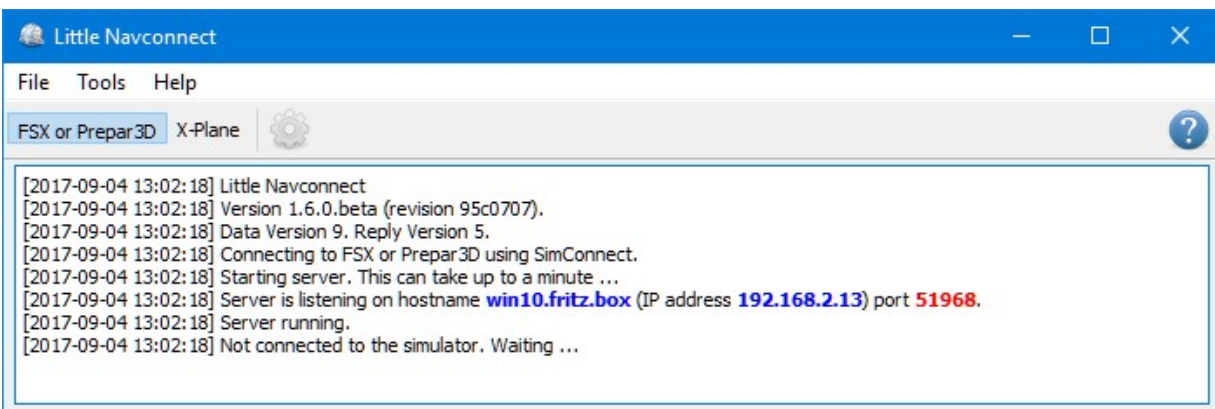 Little Navconnect
File Tools Help
FSX or Prepar3D X-Plane ?
[2017-09-04 13:02:18] Little Navconnect
[2017-09-04 13:02:18] Version 1.6.0.beta (revision 95c0707).
[2017-09-04 13:02:18] Data Version 9. Reply Version 5.
[2017-09-04 13:02:18] Connecting to FSX or Prepar3D using SimConnect.
[2017-09-04 13:02:18] Starting server. This can take up to a minute ...
[2017-09-04 13:02:18] Server is listening on hostname win10.fritz.box (IP address 192.168.2.13) port 51968.
[2017-09-04 13:02:18] Server running.
[2017-09-04 13:02:18] Not connected to the simulator. Waiting ...